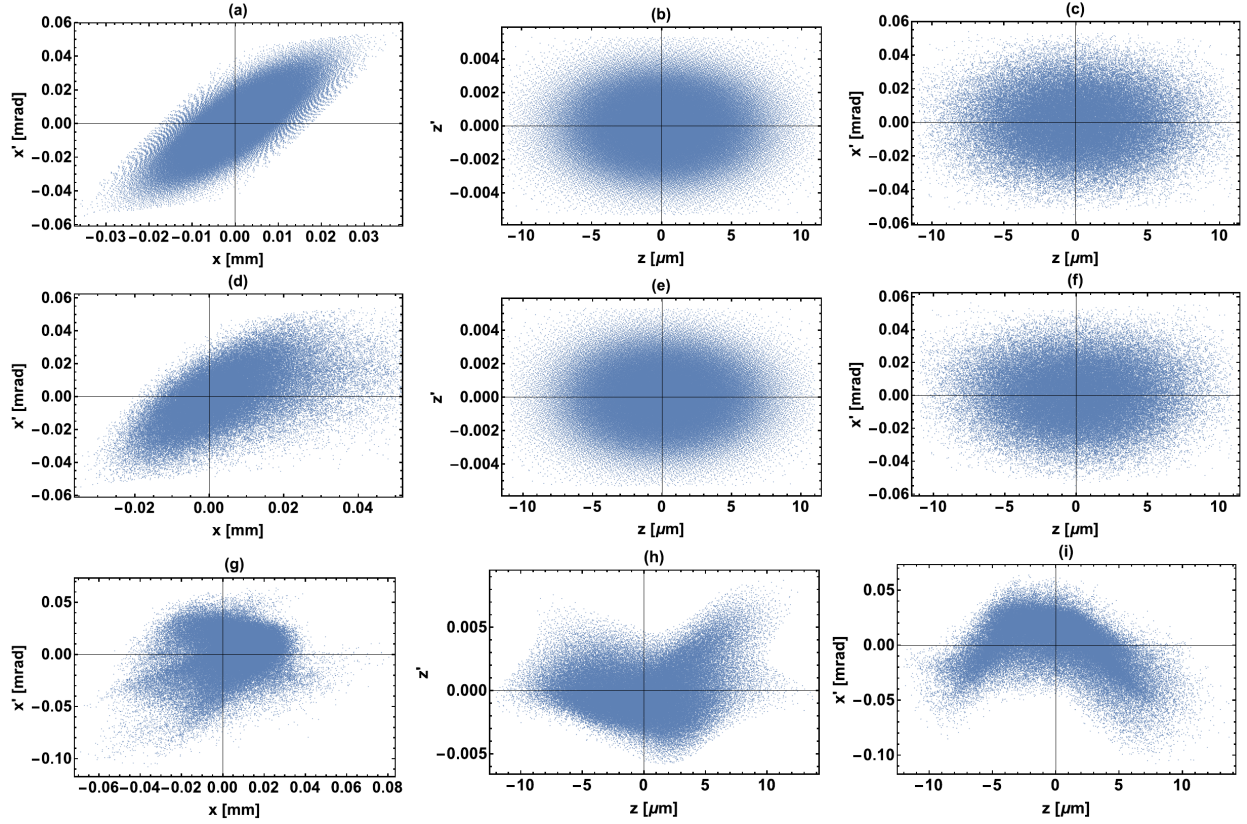 (a)
0.06
0.04
0.02
0.00
−0.02
−0.04
−0.06
x' [mrad]
−0.03 −0.02 −0.01 0.00 0.01 0.02 0.03
x [mm]
(b)
0.004
0.002
0.000
−0.002
−0.004
z'
−10 −5 0 5 10
z [μm]
(c)
0.06
0.04
0.02
0.00
−0.02
−0.04
−0.06
x' [mrad]
−10 −5 0 5 10
z [μm]
(d)
0.06
0.04
0.02
0.00
−0.02
−0.04
−0.06
x' [mrad]
−0.02 0.00 0.02 0.04
x [mm]
(e)
0.004
0.002
0.000
−0.002
−0.004
z'
−10 −5 0 5 10
z [μm]
(f)
0.06
0.04
0.02
0.00
−0.02
−0.04
−0.06
x' [mrad]
−10 −5 0 5 10
z [μm]
(g)
0.05
0.00
−0.05
−0.10
x' [mrad]
−0.06 −0.04 −0.02 0.00 0.02 0.04 0.06 0.08
x [mm]
(h)
0.005
0.000
−0.005
z'
−10 −5 0 5 10
z [μm]
(i)
0.05
0.00
−0.05
−0.10
x' [mrad]
−10 −5 0 5 10
z [μm]